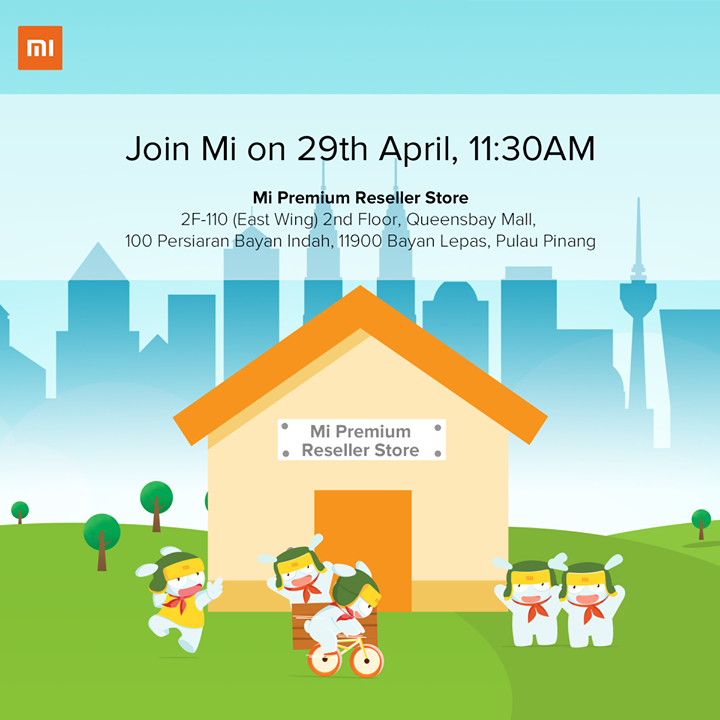 mi
Join Mi on 29th April, 11:30AM
Mi Premium Reseller Store
2F-110 (East Wing) 2nd Floor, Queensbay Mall,
100 Persiaran Bayan Indah, 11900 Bayan Lepas, Pulau Pinang
Mi Premium
Reseller Store